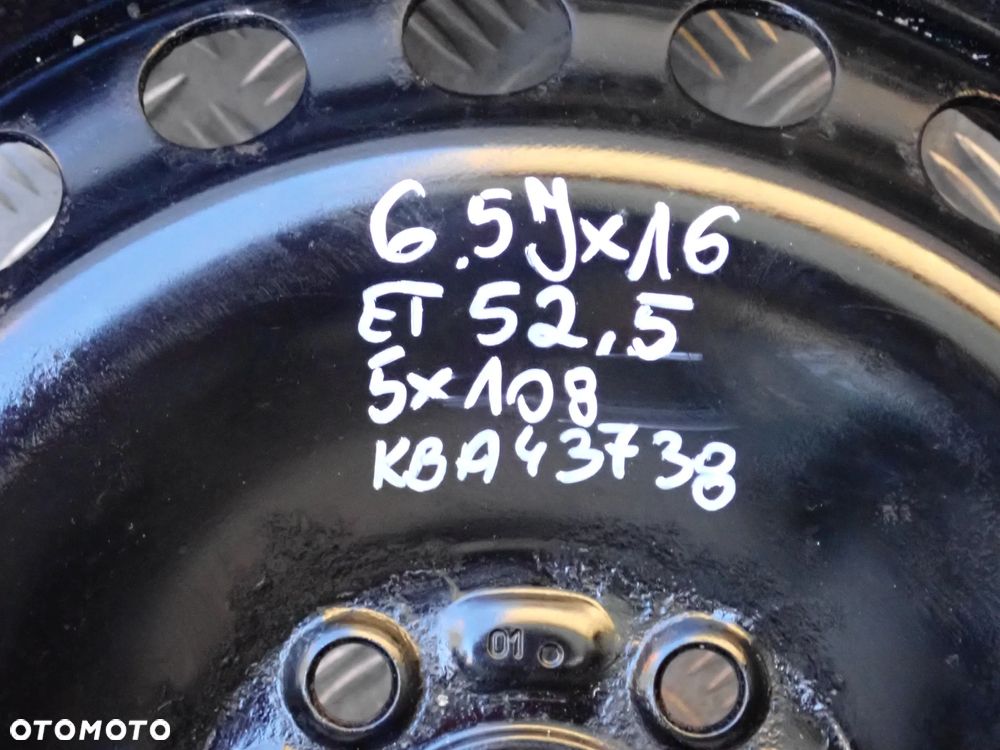 6.5Jx16
ET 52,5
5x108
KBA43738
01
OTOMOTO